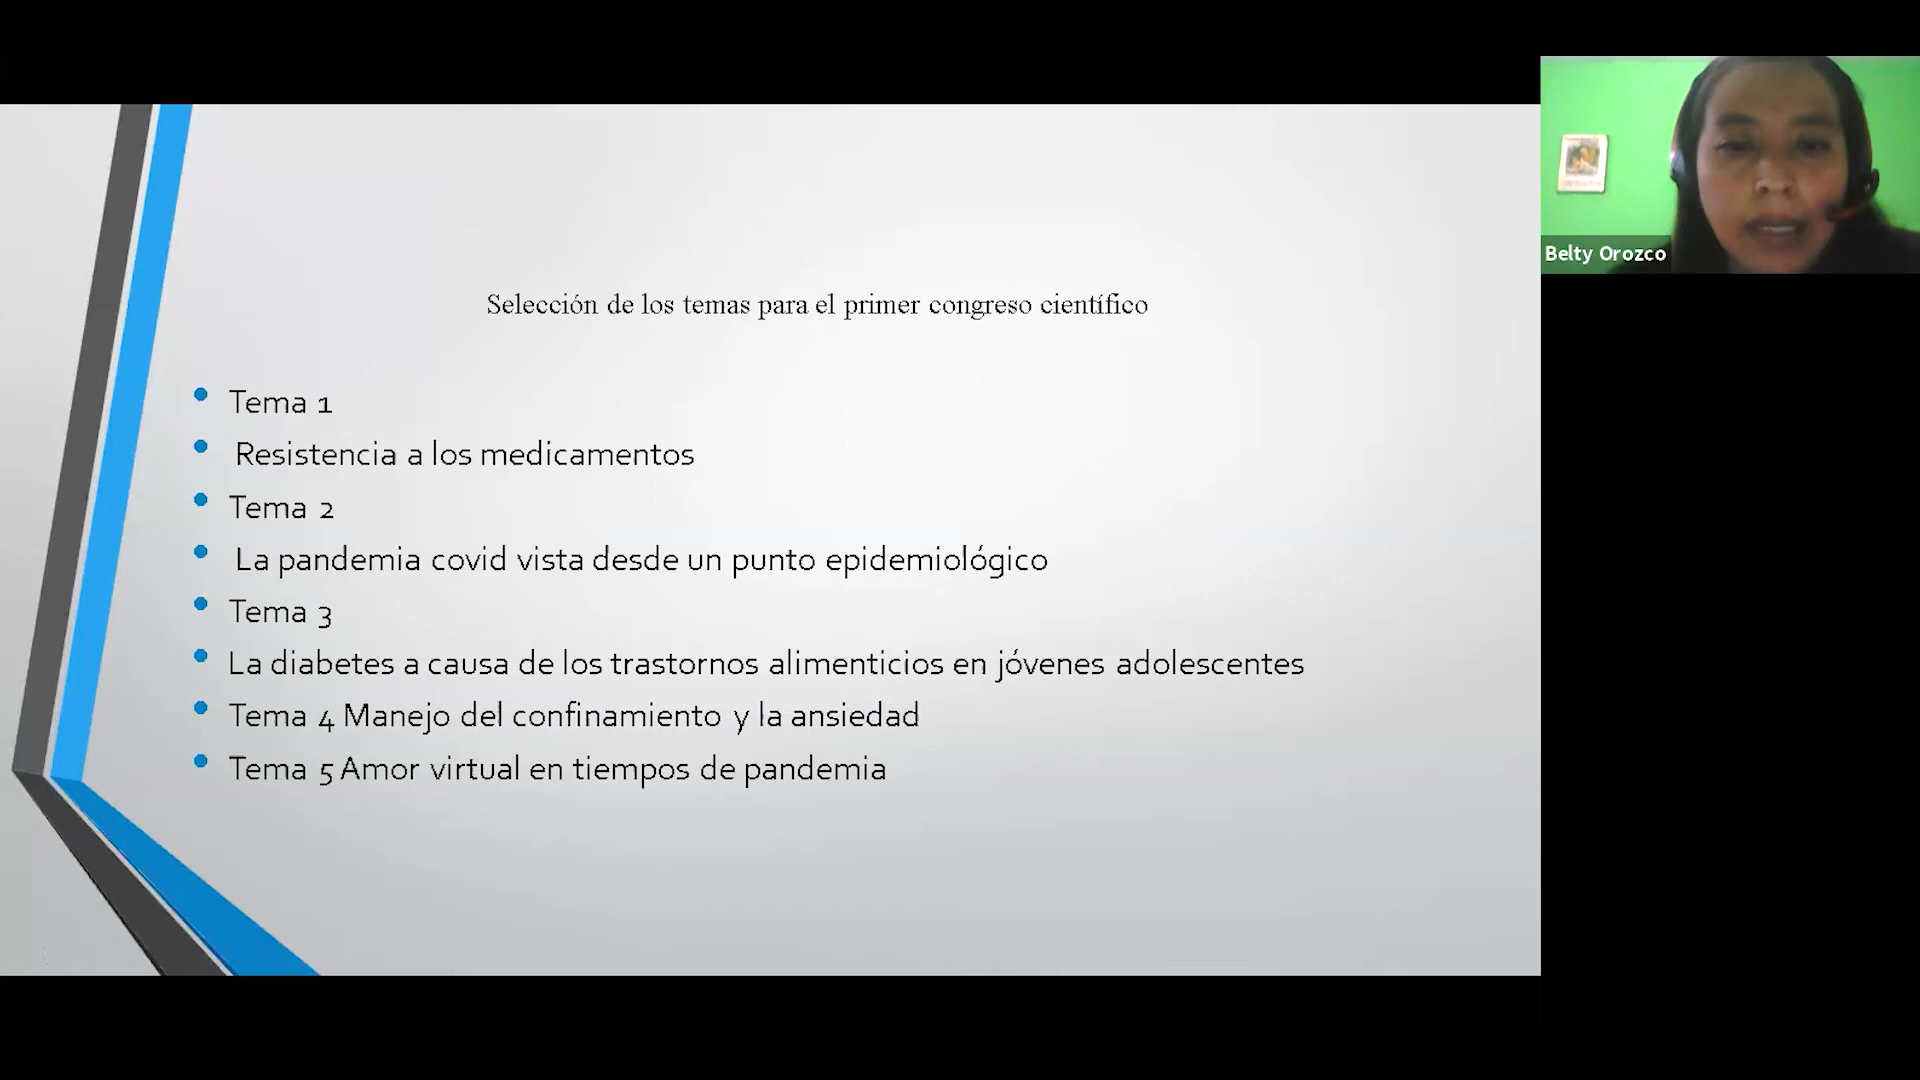 Selección de los temas para el primer congreso científico
• Tema 1
• Resistencia a los medicamentos
• Tema 2
• La pandemia covid vista desde un punto epidemiológico
• Tema 3
• La diabetes a causa de los trastornos alimenticios en jóvenes adolescentes
• Tema 4 Manejo del confinamiento y la ansiedad
• Tema 5 Amor virtual en tiempos de pandemia
Belty Orozco